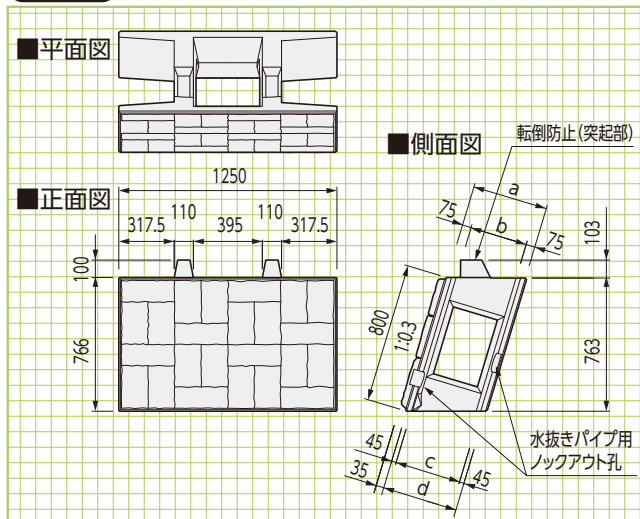 ■平面図
■側面図
転倒防止(突起部)
a
75
b
75
103
800
1:0.3
763
水抜きパイプ用
ノックアウト孔
45
35
c
d
45
■正面図
1250
317.5
110
395
110
317.5
100
766